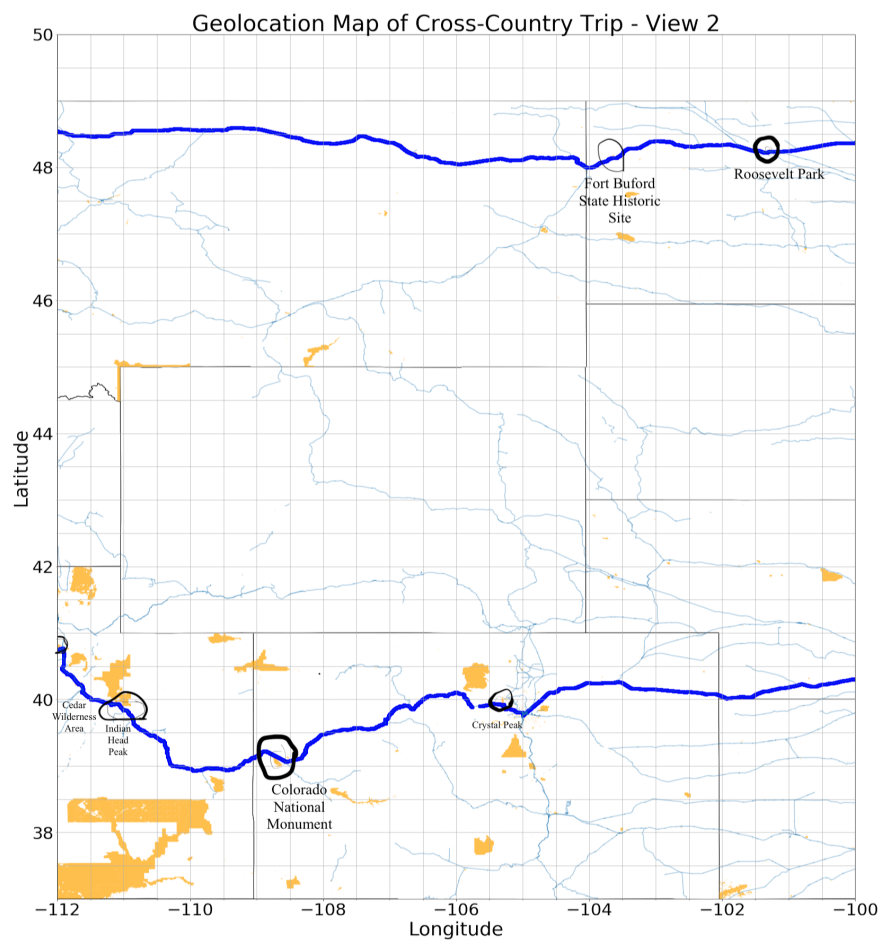 Geolocation Map of Cross-Country Trip - View 2
50
48
46
44
42
40
38
Latitude
Roosevelt Park
Fort Buford
State Historic
Site
Cedar
Wilderness
Area
Indian
Head
Peak
Crystal Peak
Colorado
National
Monument
−112
−110
−108
−106
−104
−102
−100
Longitude